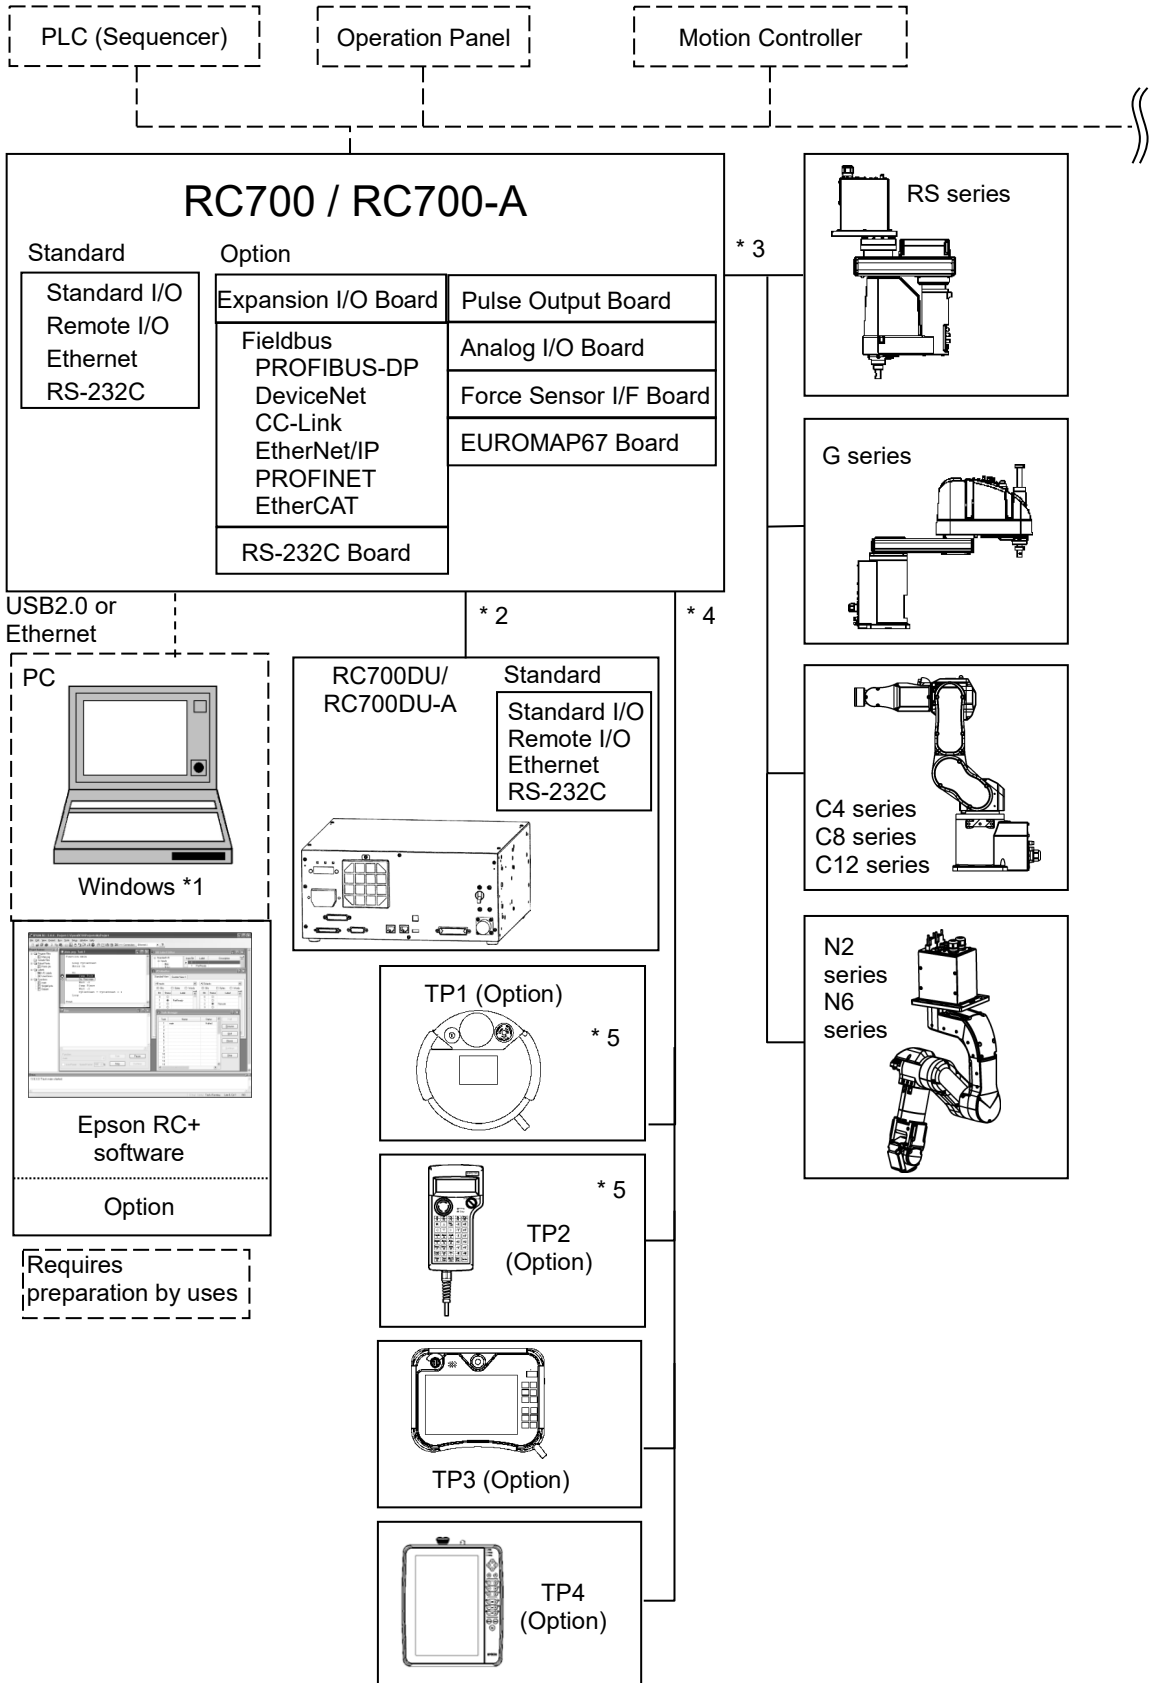 PLC (Sequencer)
Operation Panel
Motion Controller
RC700 / RC700-A
Standard
Standard I/O
Remote I/O
Ethernet
RS-232C
Option
Expansion I/O Board
Fieldbus
PROFIBUS-DP
DeviceNet
CC-Link
EtherNet/IP
PROFINET
EtherCAT
RS-232C Board
Pulse Output Board
Analog I/O Board
Force Sensor I/F Board
EUROMAP67 Board
* 3
RS series
G series
C4 series
C8 series
C12 series
N2
series
N6
series
USB2.0 or
Ethernet
* 2
* 4
PC
Windows *1
RC700DU/
RC700DU-A
Standard
Standard I/O
Remote I/O
Ethernet
RS-232C
Epson RC+
software
Option
Requires
preparation by uses
TP1 (Option)
* 5
* 5
TP2
(Option)
TP3 (Option)
TP4
(Option)